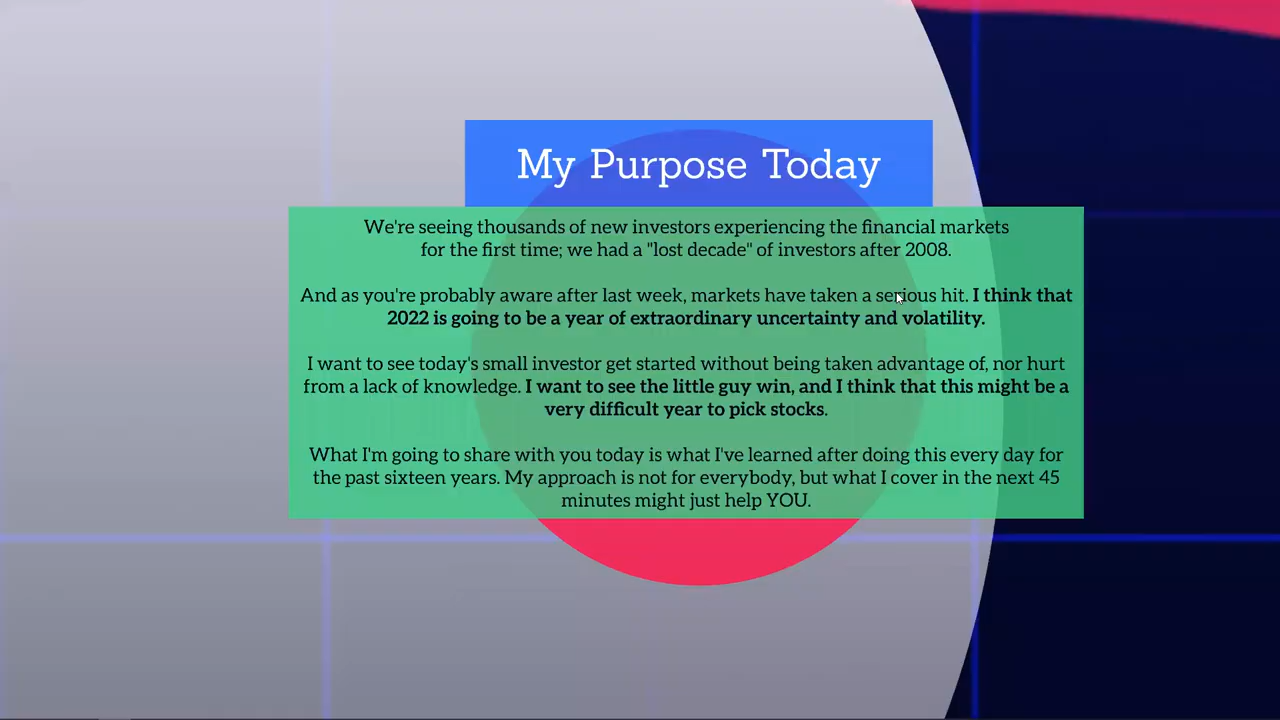 My Purpose Today
We're seeing thousands of new investors experiencing the financial markets
for the first time; we had a "lost decade" of investors after 2008.
And as you're probably aware after last week, markets have taken a serious hit. I think that
2022 is going to be a year of extraordinary uncertainty and volatility.
I want to see today's small investor get started without being taken advantage of, nor hurt
from a lack of knowledge. I want to see the little guy win, and I think that this might be a
very difficult year to pick stocks.
What I'm going to share with you today is what I've learned after doing this every day for
the past sixteen years. My approach is not for everybody, but what I cover in the next 45
minutes might just help YOU.